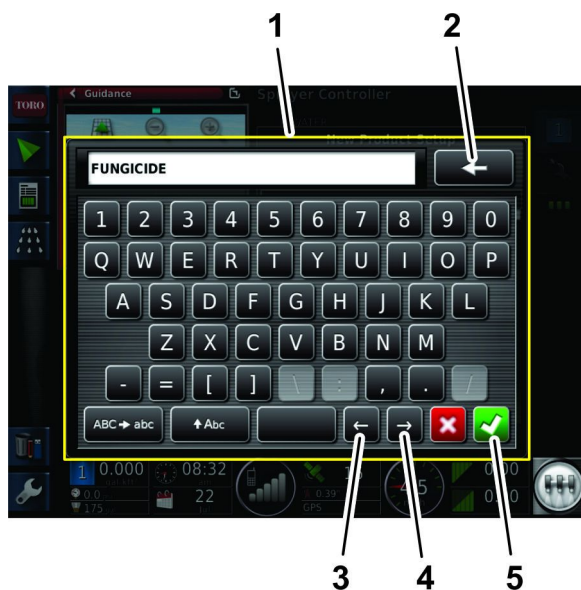 1 2
TORO
Guidance
Sprayer Controller
New Product Setup
FUNGICIDE
1 2 3 4 5 6 7 8 9 0
Q W E R T Y U I O P
A S D F G H J K L
Z X C V B N M
- = [ ] \ : , . /
ABC → abc
Abc
← →
1 0.000
08:32
0.0
175
22
0.39"
GPS
4.5
0.00
3 4 5